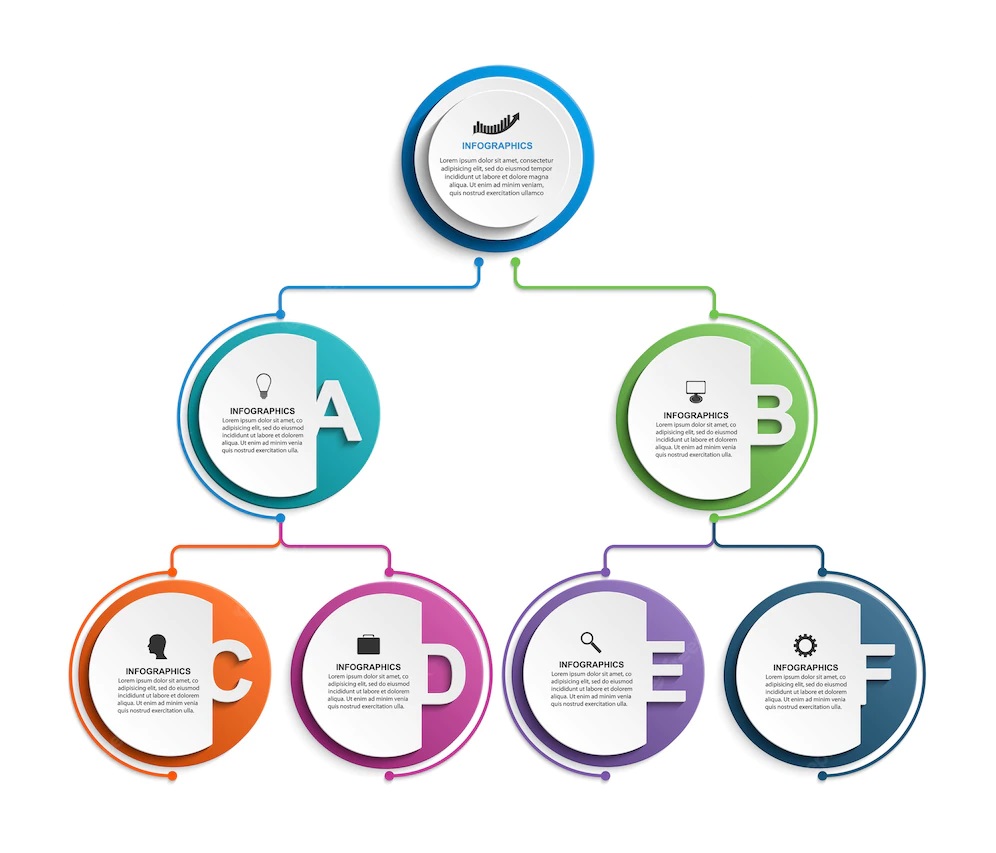 INFOGRAPHICS
Lorem ipsum dolor sit amet, consectetur
adipisicing elit, sed do eiusmod tempor
incididunt ut labore et dolore magna
aliqua. Ut enim ad minim veniam,
quis nostrud exercitation ullamco
INFOGRAPHICS
Lorem ipsum dolor sit amet, co
adipisicing elit, sed do eiusmod
incididunt ut labore et dolorem
aliqua. Ut enim ad minim venia
quis nostrud exercitation ulla.
A
INFOGRAPHICS
Lorem ipsum dolor sit amet, co
adipisicing elit, sed do eiusmod
incididunt ut labore et dolorem
aliqua. Ut enim ad minim venia
quis nostrud exercitation ulla.
B
INFOGRAPHICS
Lorem ipsum dolor sit amet, co
adipisicing elit, sed do eiusmod
incididunt ut labore et dolorem
aliqua. Ut enim ad minim venia
quis nostrud exercitation ulla.
C
INFOGRAPHICS
Lorem ipsum dolor sit amet, co
adipisicing elit, sed do eiusmod
incididunt ut labore et dolorem
aliqua. Ut enim ad minim venia
quis nostrud exercitation ulla.
D
INFOGRAPHICS
Lorem ipsum dolor sit amet, co
adipisicing elit, sed do eiusmod
incididunt ut labore et dolorem
aliqua. Ut enim ad minim venia
quis nostrud exercitation ulla.
E
INFOGRAPHICS
Lorem ipsum dolor sit amet, co
adipisicing elit, sed do eiusmod
incididunt ut labore et dolorem
aliqua. Ut enim ad minim venia
quis nostrud exercitation ulla.
F